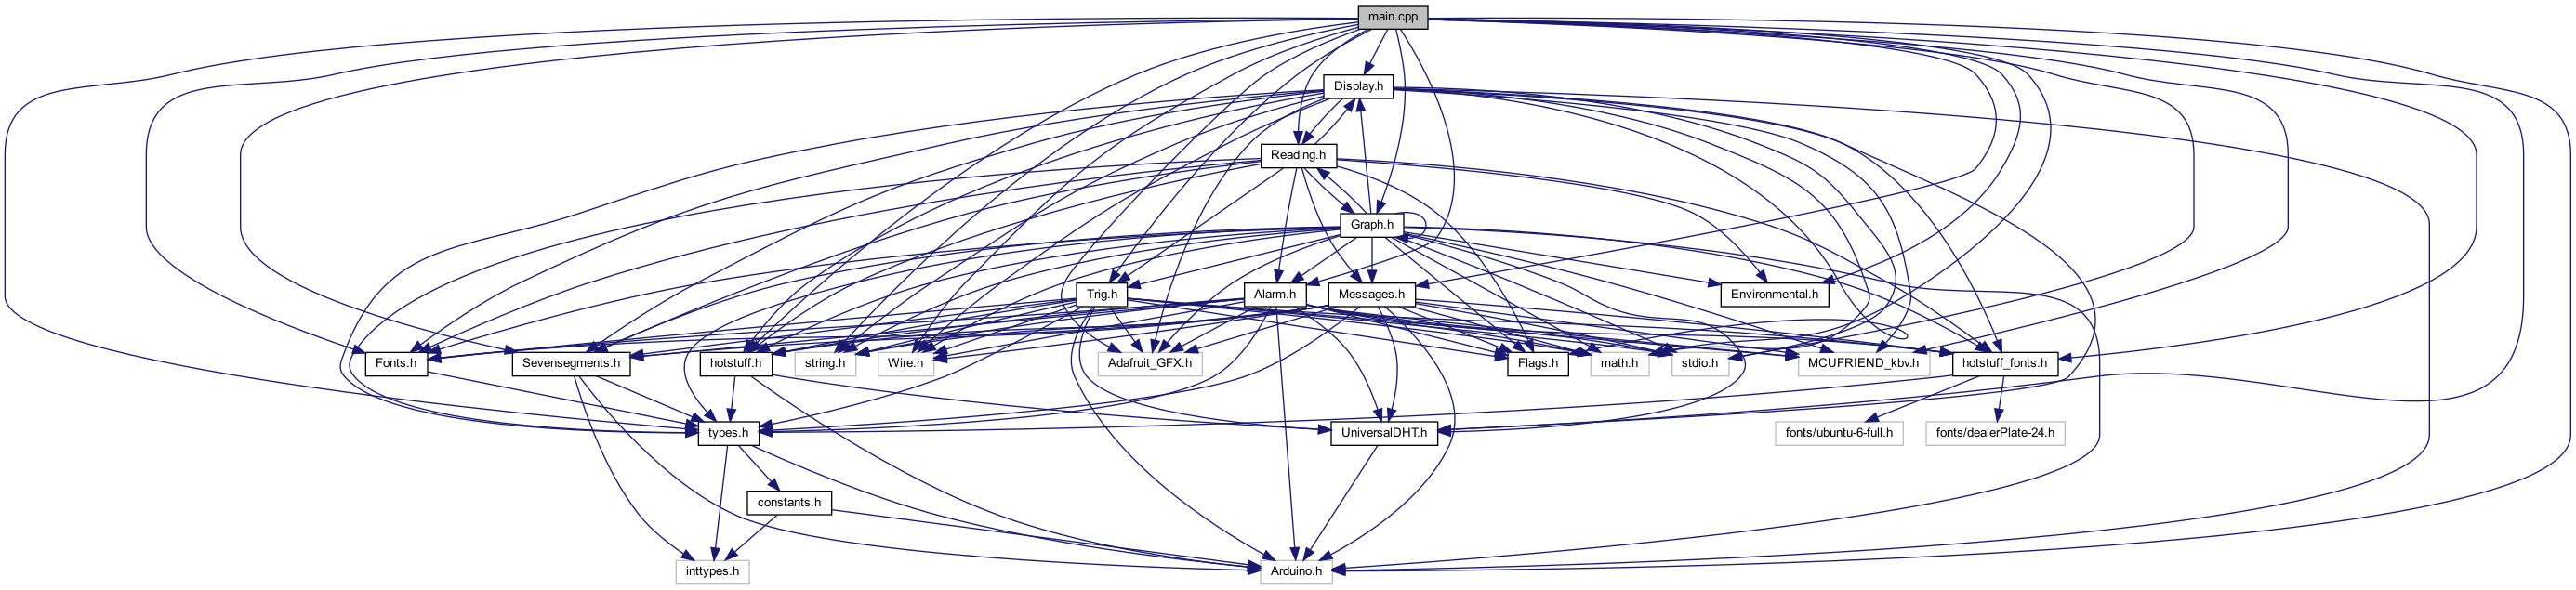 main.cpp
Display.h
Reading.h
Graph.h
Trig.h
Alarm.h
Messages.h
Environmental.h
Fonts.h
Sevensegments.h
hotstuff.h
string.h
Wire.h
Adafruit_GFX.h
Flags.h
math.h
stdio.h
MCUFRIEND_kbv.h
hotstuff_fonts.h
types.h
UniversalDHT.h
fonts/ubuntu-6-full.h
fonts/dealerPlate-24.h
constants.h
inttypes.h
Arduino.h